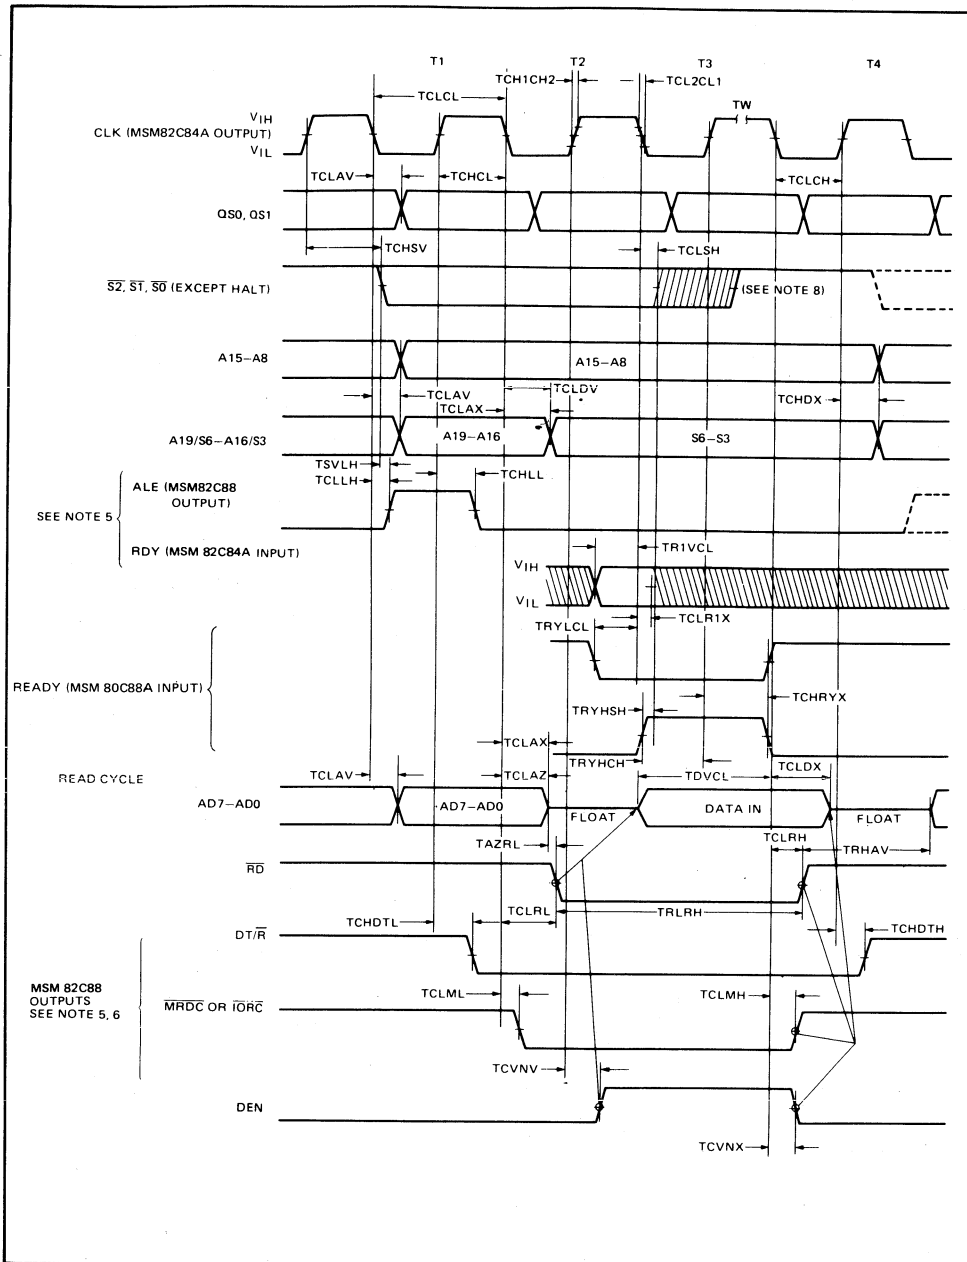 T1 T2 T3 T4
TCH1CH2 TCL2CL1
TCLCL TW
VIH
CLK (MSM82C84A OUTPUT)
VIL
TCLAV TCHCL TCLCH
QS0, QS1
TCHSV TCLSH
S2, S1, S0 (EXCEPT HALT) (SEE NOTE 8)
A15–A8 A15–A8
TCLAV TCLDV
TCLAX TCHDX
A19/S6–A16/S3 A19–A16 S6–S3
TSVLH TCHLL
TCLLH
ALE (MSM82C88
OUTPUT)
SEE NOTE 5
RDY (MSM 82C84A INPUT) TR1VCL
VIH
VIL
TCLR1X
TRYLCL
READY (MSM 80C88A INPUT)
TCHRYX
TRYHSH
TCLAX
TRYHCH
READ CYCLE TCLAV TCLAZ TDVCL TCLDX
AD7–AD0 AD7–AD0 FLOAT DATA IN FLOAT
TAZRL TCLRH TRHAV
RD
TCHDTL TCLRL TRLRH TCHDTH
DT/R
MSM 82C88
OUTPUTS
SEE NOTE 5, 6
TCLML TCLMH
MRDC OR IORC
TCVNV
DEN
TCVNX